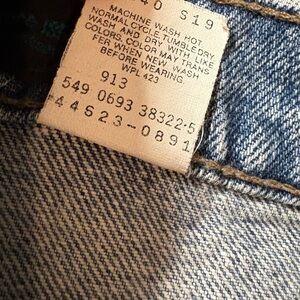 40 S19
MACHINE WASH HOT
NORMAL CYCLE TUMBLE DRY
WASH AND DRY WITH LIKE
COLORS, COLOR MAY TRANS
FER WHEN NEW WASH
BEFORE WEARING
WPL 423
913
549 0693 38322-5
44623-0891